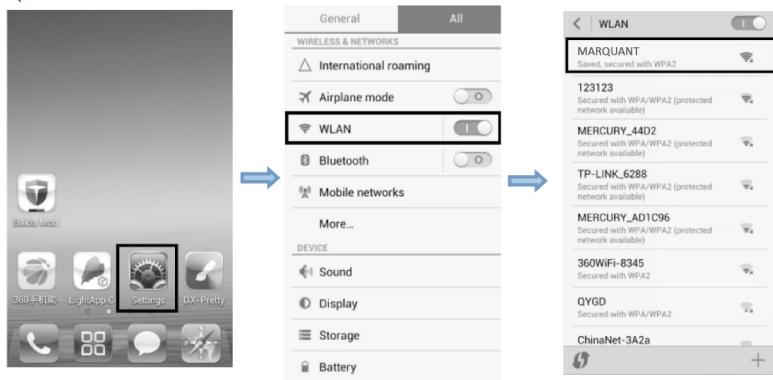 Baidu Mobi.
360手机助..
LightApp C
Settings
DX-Pretty
General
All
WIRELESS & NETWORKS
International roaming
Airplane mode
WLAN
Bluetooth
Mobile networks
More...
DEVICE
Sound
Display
Storage
Battery
WLAN
MARQUANT
Saved, secured with WPA2
123123
Secured with WPA/WPA2 (protected
network available)
MERCURY_44D2
Secured with WPA/WPA2 (protected
network available)
TP-LINK_6288
Secured with WPA/WPA2 (protected
network available)
MERCURY_AD1C96
Secured with WPA/WPA2 (protected
network available)
360WiFi-8345
Secured with WPA2
QYGD
Secured with WPA/WPA2
ChinaNet-3A2a